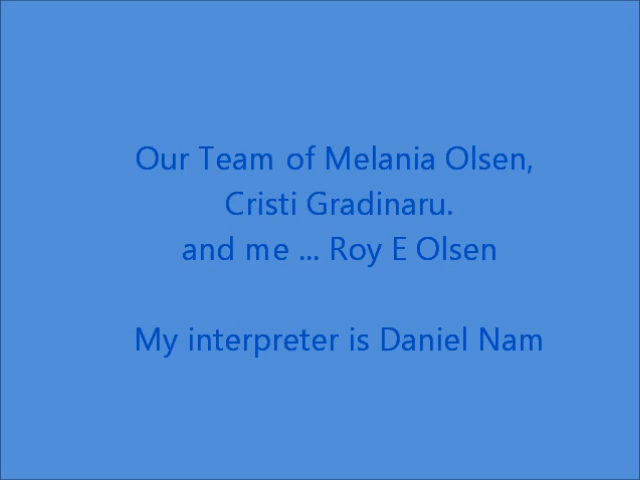 Our Team of Melania Olsen,
Cristi Gradinaru.
and me ... Roy E Olsen
My interpreter is Daniel Nam